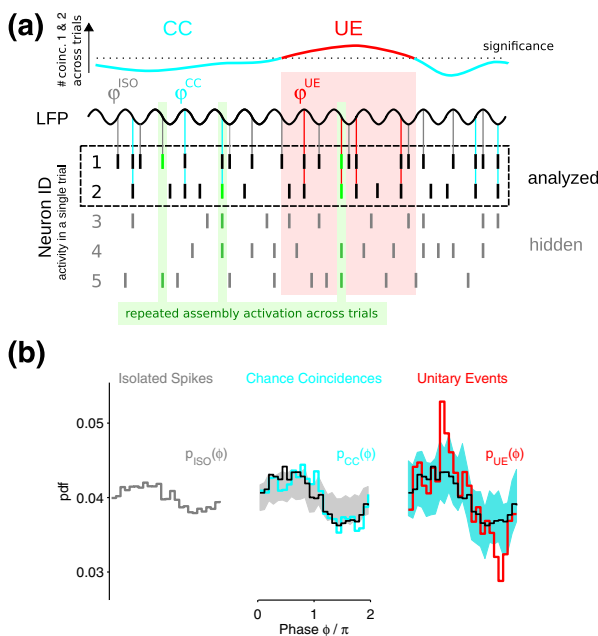 (a)
# coinc. 1 & 2
across trials
CC
UE
significance
φISO
φCC
φUE
LFP
Neuron ID
activity in a single trial
1
2
3
4
5
analyzed
hidden
repeated assembly activation across trials
(b)
Isolated Spikes
Chance Coincidences
Unitary Events
pdf
0.05
0.04
0.03
pISO(ϕ)
pCC(ϕ)
pUE(ϕ)
0
1
2
Phase ϕ / π